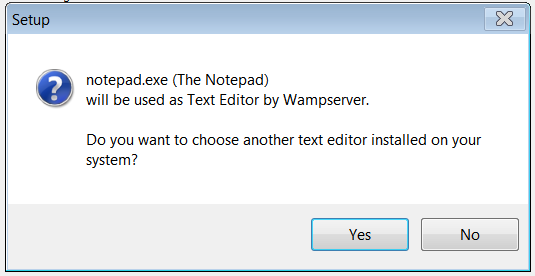 Setup
notepad.exe (The Notepad)
will be used as Text Editor by Wampserver.
Do you want to choose another text editor installed on your
system?
Yes
No